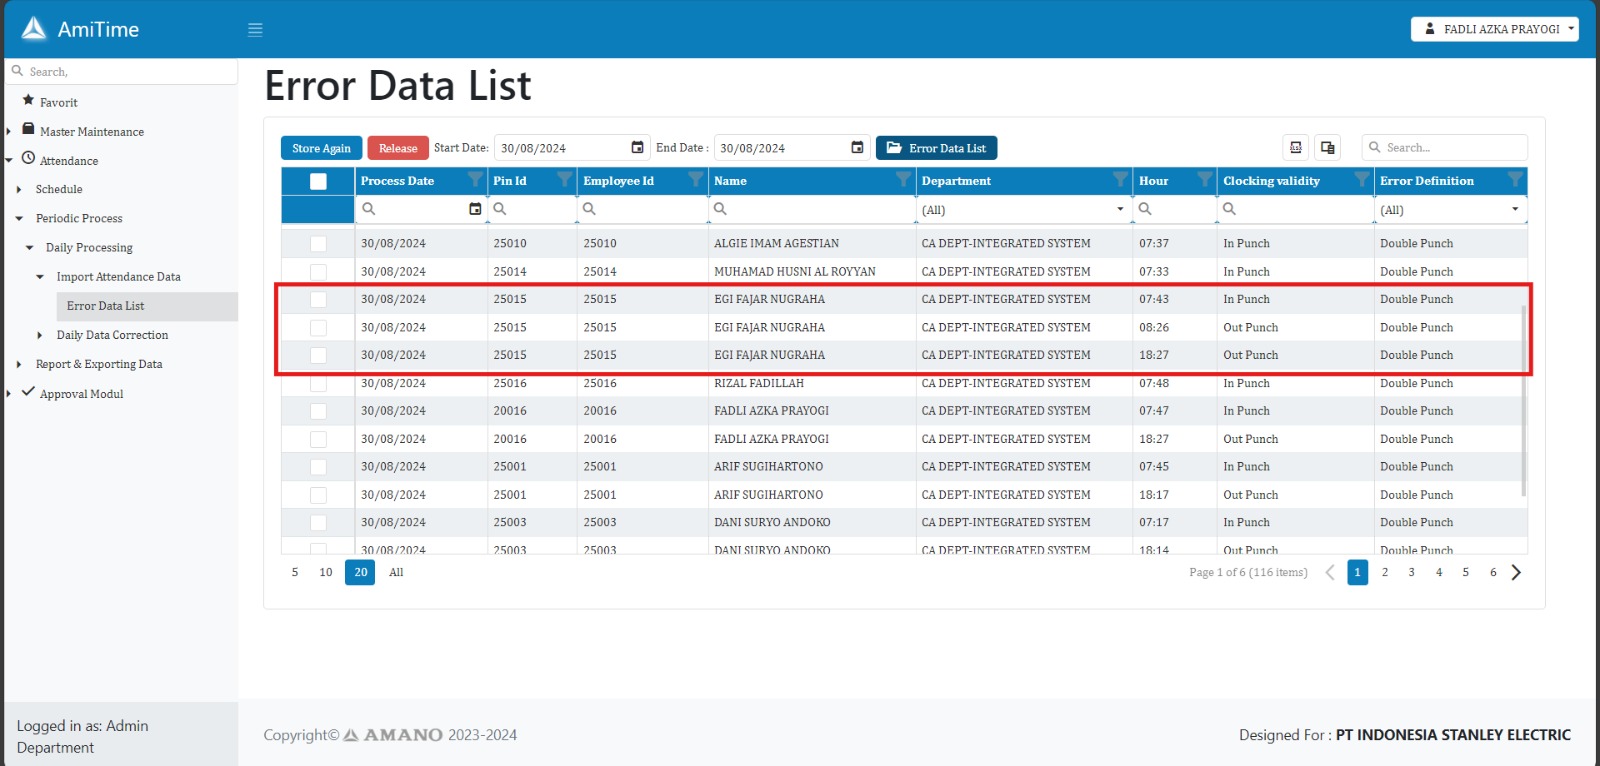 AmiTime
FADLI AZKA PRAYOGI
Search,
Favorit
Master Maintenance
Attendance
Schedule
Periodic Process
Daily Processing
Import Attendance Data
Error Data List
Daily Data Correction
Report & Exporting Data
Approval Modul
Logged in as: Admin
Department
Error Data List
Store Again Release Start Date: 30/08/2024 End Date : 30/08/2024 Error Data List XLSX Search...
Process Date Pin Id Employee Id Name Department Hour Clocking validity Error Definition
(All) (All)
30/08/2024 25010 25010 ALGIE IMAM AGESTIAN CA DEPT-INTEGRATED SYSTEM 07:37 In Punch Double Punch
30/08/2024 25014 25014 MUHAMAD HUSNI AL ROYYAN CA DEPT-INTEGRATED SYSTEM 07:33 In Punch Double Punch
30/08/2024 25015 25015 EGI FAJAR NUGRAHA CA DEPT-INTEGRATED SYSTEM 07:43 In Punch Double Punch
30/08/2024 25015 25015 EGI FAJAR NUGRAHA CA DEPT-INTEGRATED SYSTEM 08:26 Out Punch Double Punch
30/08/2024 25015 25015 EGI FAJAR NUGRAHA CA DEPT-INTEGRATED SYSTEM 18:27 Out Punch Double Punch
30/08/2024 25016 25016 RIZAL FADILLAH CA DEPT-INTEGRATED SYSTEM 07:48 In Punch Double Punch
30/08/2024 20016 20016 FADLI AZKA PRAYOGI CA DEPT-INTEGRATED SYSTEM 07:47 In Punch Double Punch
30/08/2024 20016 20016 FADLI AZKA PRAYOGI CA DEPT-INTEGRATED SYSTEM 18:27 Out Punch Double Punch
30/08/2024 25001 25001 ARIF SUGIHARTONO CA DEPT-INTEGRATED SYSTEM 07:45 In Punch Double Punch
30/08/2024 25001 25001 ARIF SUGIHARTONO CA DEPT-INTEGRATED SYSTEM 18:17 Out Punch Double Punch
30/08/2024 25003 25003 DANI SURYO ANDOKO CA DEPT-INTEGRATED SYSTEM 07:17 In Punch Double Punch
30/08/2024 25003 25003 DANI SURYO ANDOKO CA DEPT-INTEGRATED SYSTEM 18:14 Out Punch Double Punch
5 10 20 All Page 1 of 6 (116 items) 1 2 3 4 5 6
Copyright© AMANO 2023-2024 Designed For : PT INDONESIA STANLEY ELECTRIC